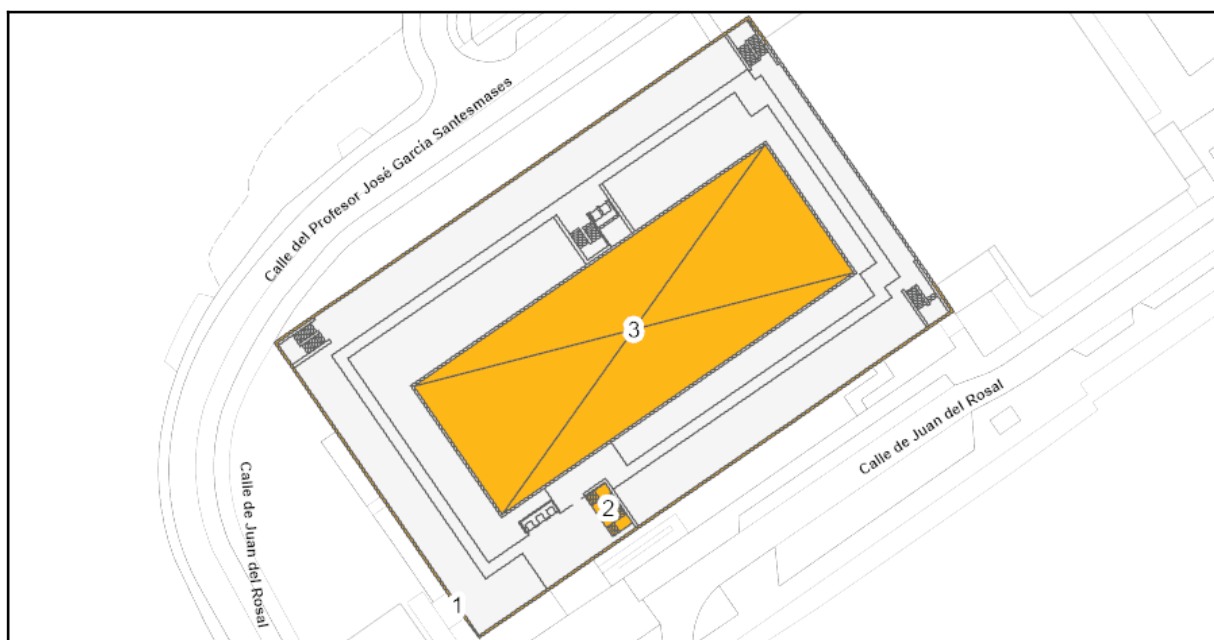 Calle del Profesor José García Santesmases
3
2
Calle de Juan del Rosal
Calle de Juan del Rosal
1